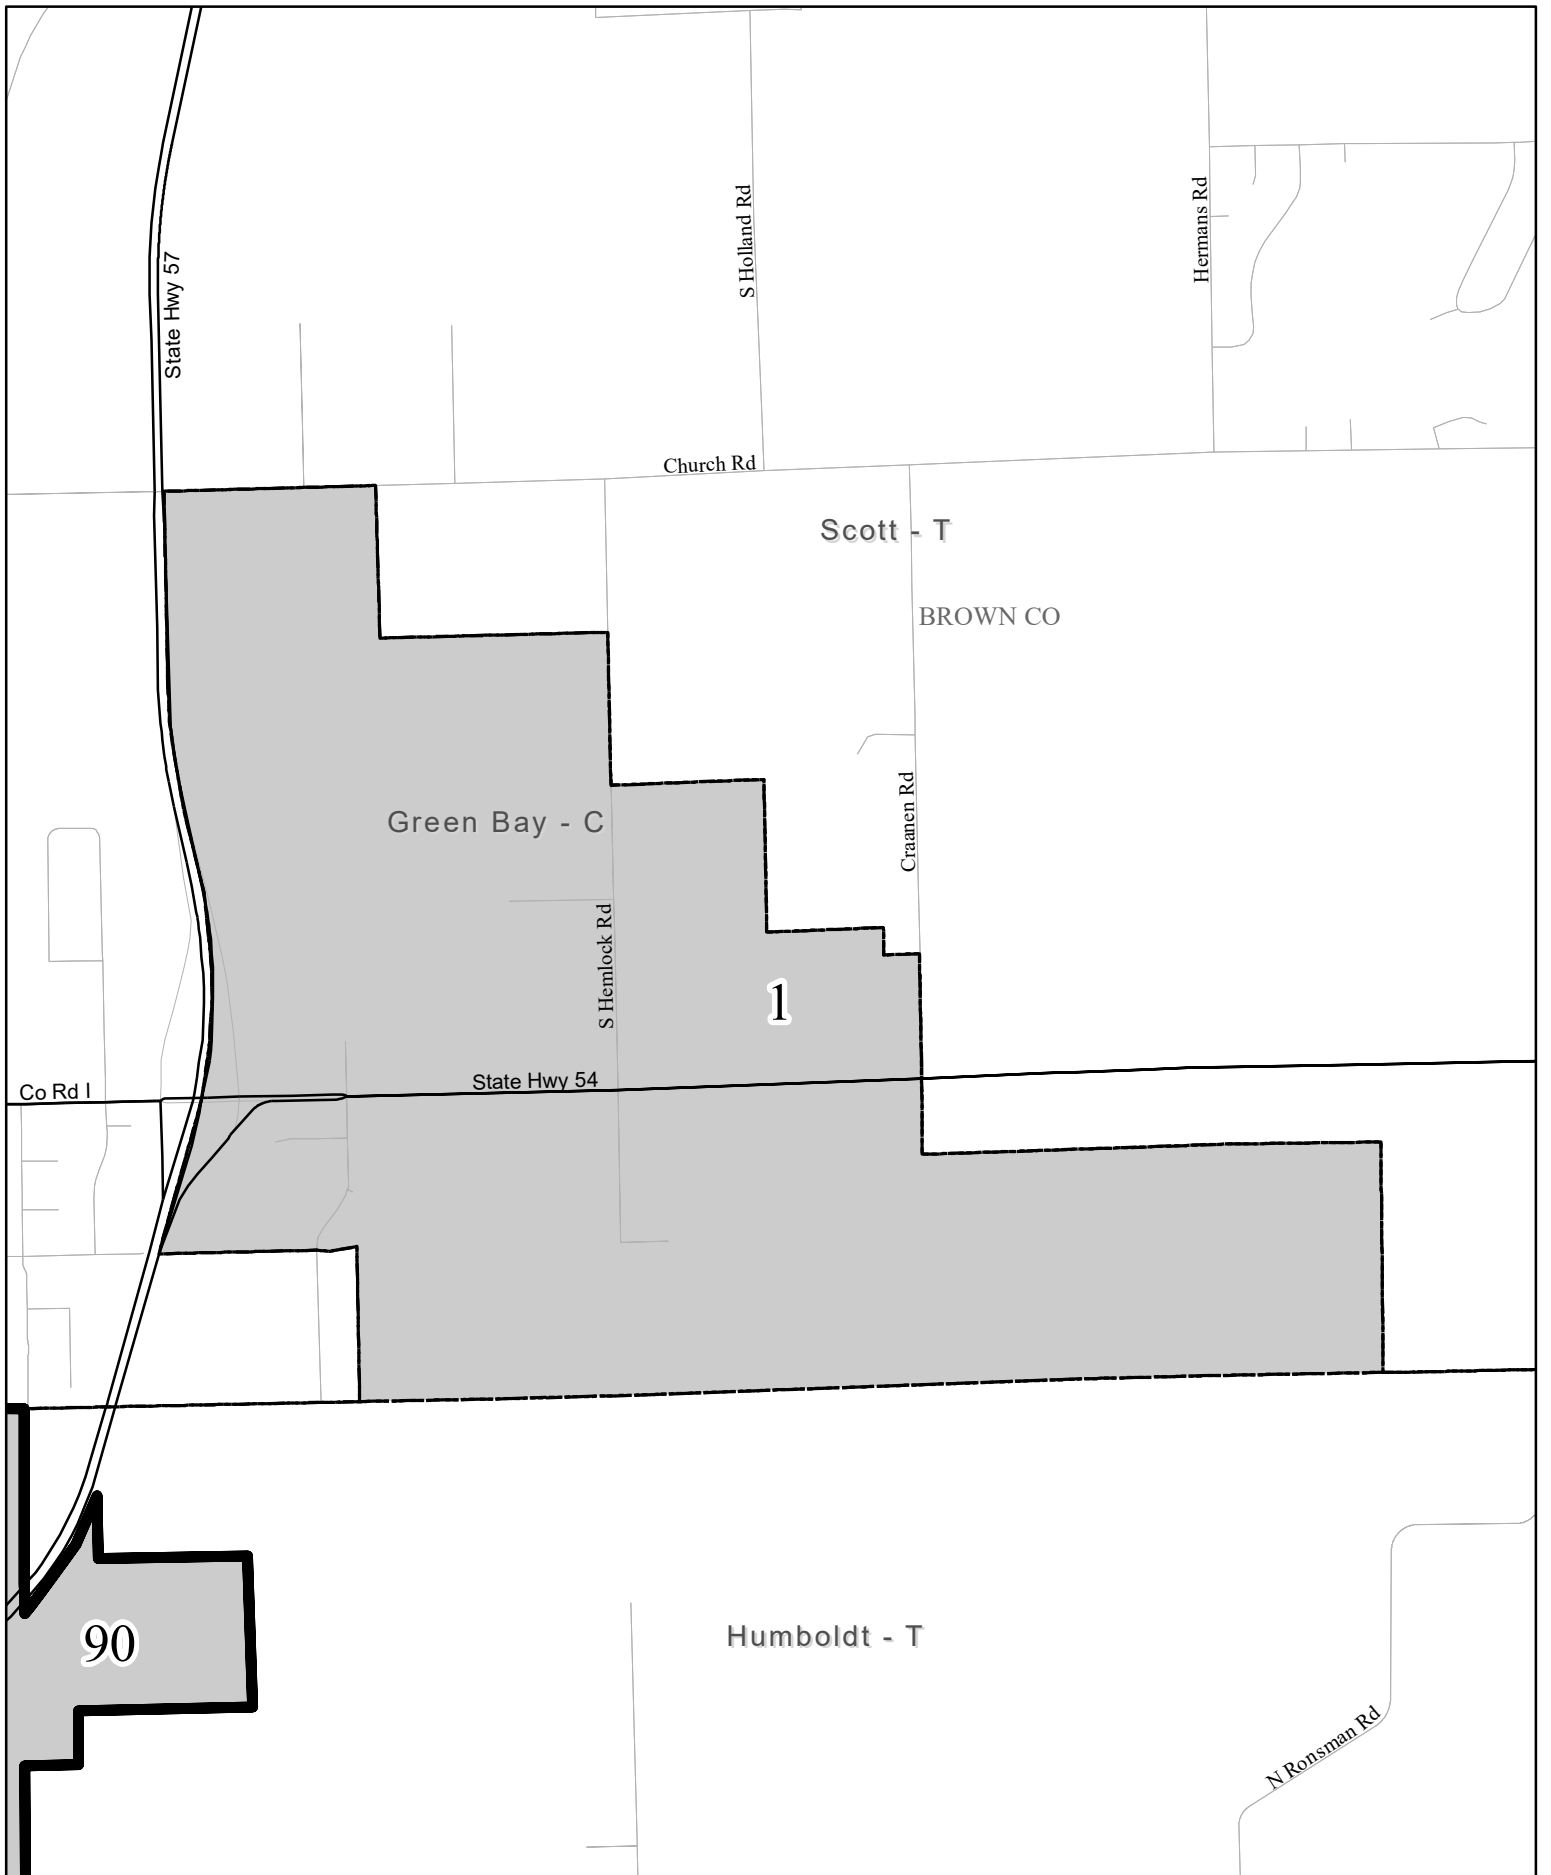 S Holland Rd
Hermans Rd
State Hwy 57
Church Rd
Scott - T
BROWN CO
Craanen Rd
Green Bay - C
S Hemlock Rd
1
State Hwy 54
Co Rd I
90
Humboldt - T
N Ronsman Rd